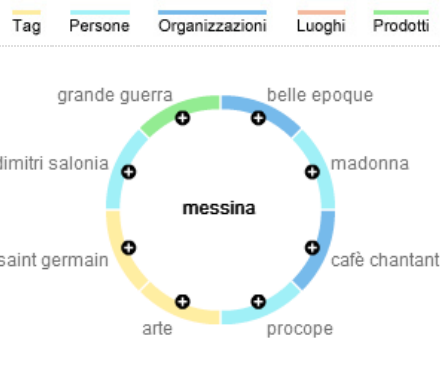 Tag Persone Organizzazioni Luoghi Prodotti
grande guerra belle epoque
dimitri salonia madonna
messina
saint germain cafè chantant
arte procope